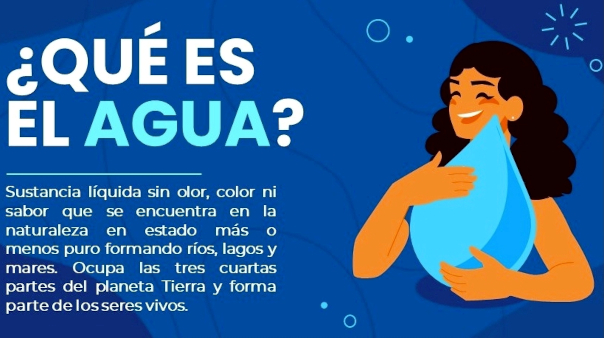 ¿QUÉ ES
EL AGUA?
Sustancia líquida sin olor, color ni
sabor que se encuentra en la
naturaleza en estado más o
menos puro formando ríos, lagos y
mares. Ocupa las tres cuartas
partes del planeta Tierra y forma
parte de los seres vivos.